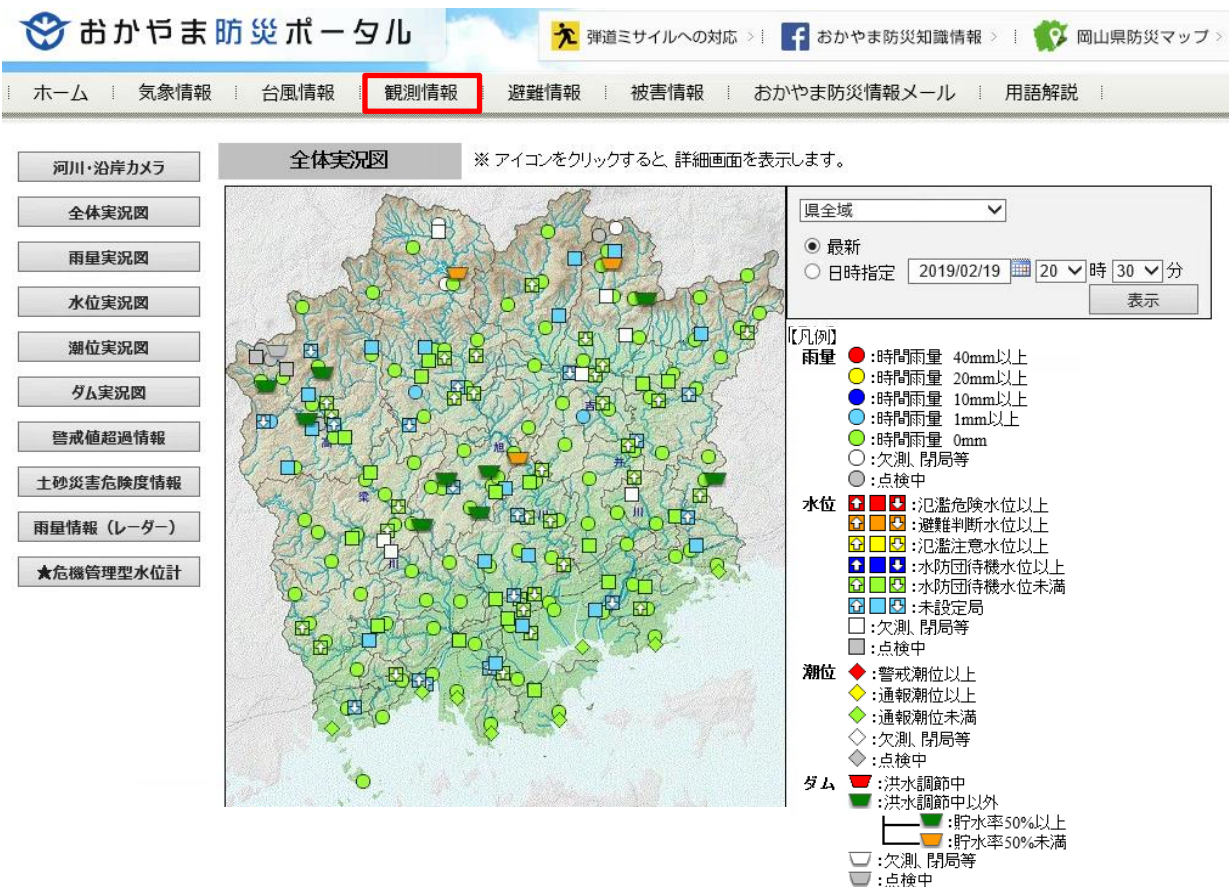 おかやま防災ポータル
弾道ミサイルへの対応
おかやま防災知識情報
岡山県防災マップ
ホーム
気象情報
台風情報
観測情報
避難情報
被害情報
おかやま防災情報メール
用語解説
河川・沿岸カメラ
全体実況図
雨量実況図
水位実況図
潮位実況図
ダム実況図
警戒値超過情報
土砂災害危険度情報
雨量情報（レーダー）
★危機管理型水位計
全体実況図
※ アイコンをクリックすると、詳細画面を表示します。
吉
井
川
旭
川
高
梁
川
県全域
最新
日時指定 2019/02/19 20 時 30 分
表示
【凡例】
雨量 :時間雨量 40mm以上
:時間雨量 20mm以上
:時間雨量 10mm以上
:時間雨量 1mm以上
:時間雨量 0mm
:欠測、閉局等
:点検中
水位 :氾濫危険水位以上
:避難判断水位以上
:氾濫注意水位以上
:水防団待機水位以上
:水防団待機水位未満
:未設定局
:欠測、閉局等
:点検中
潮位 :警戒潮位以上
:通報潮位以上
:通報潮位未満
:欠測、閉局等
:点検中
ダム :洪水調節中
:洪水調節中以外
:貯水率50%以上
:貯水率50%未満
:欠測、閉局等
:点検中